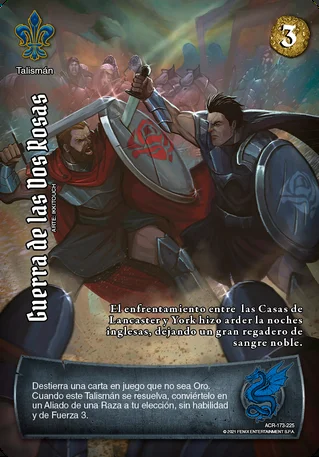 3
Talismán
Guerra de las Dos Rosas
ARTE: IKKITOUCH
El enfrentamiento entre las Casas de
Lancaster y York hizo arder la noches
inglesas, dejando un gran regadero de
sangre noble.
Destierra una carta en juego que no sea Oro.
Cuando este Talismán se resuelva, conviértelo en
un Aliado de una Raza a tu elección, sin habilidad
y de Fuerza 3.
ACR-173-225
© 2021 FENIX ENTERTAINMENT S.P.A.